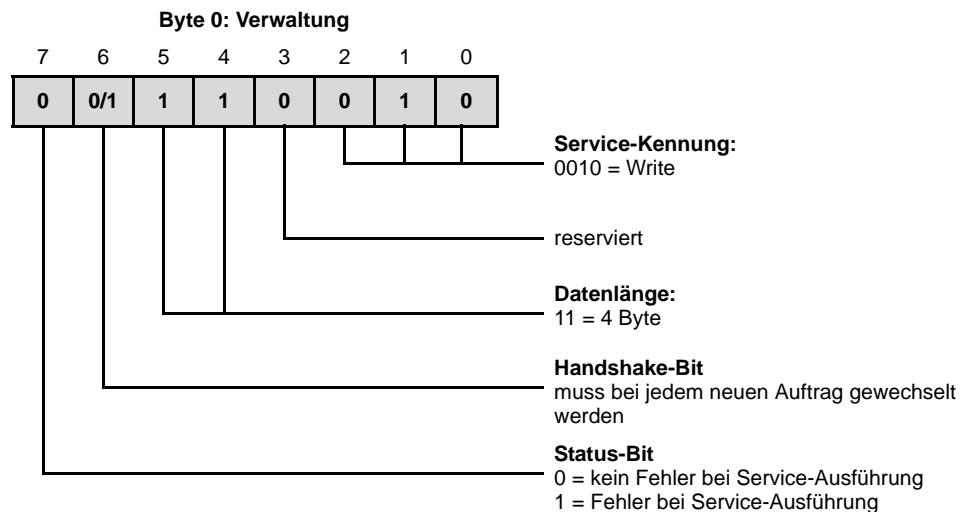 Byte 0: Verwaltung
7 6 5 4 3 2 1 0
0 0/1 1 1 0 0 1 0
Service-Kennung:
0010 = Write
reserviert
Datenlänge:
11 = 4 Byte
Handshake-Bit
muss bei jedem neuen Auftrag gewechselt
werden
Status-Bit
0 = kein Fehler bei Service-Ausführung
1 = Fehler bei Service-Ausführung